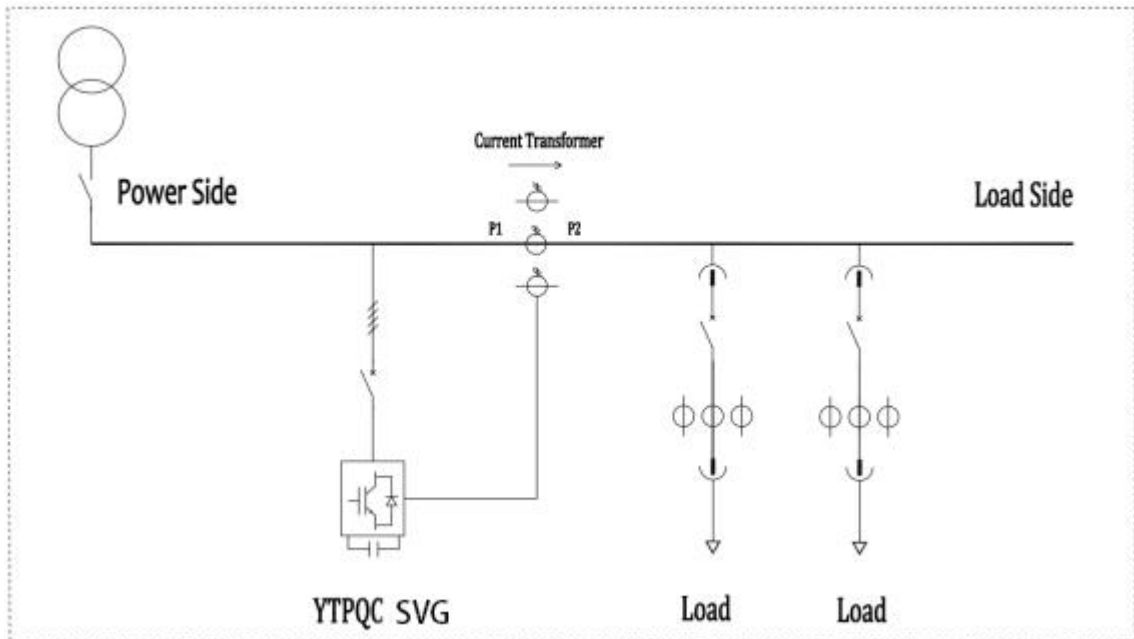 Current Transformer
Power Side
Load Side
P1 P2
YTPQC SVG
Load
Load